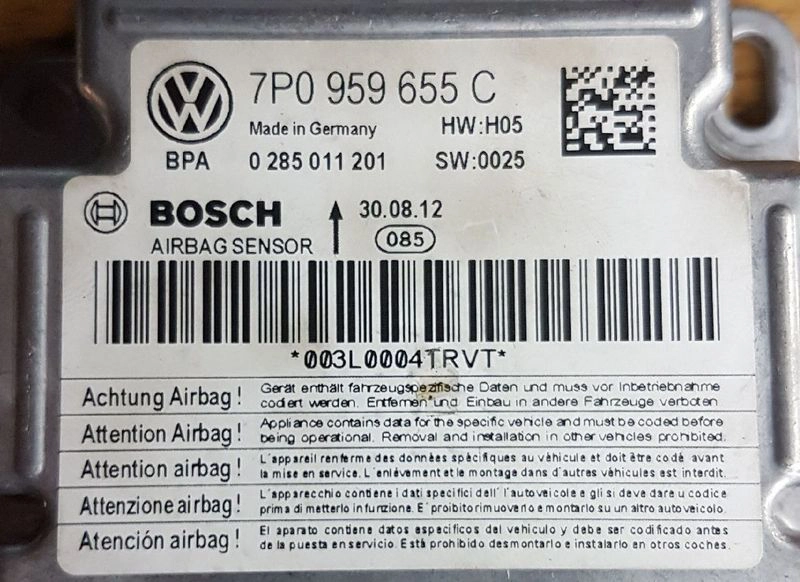 7P0 959 655 C
Made in Germany HW:H05
BPA 0 285 011 201 SW:0025
BOSCH 30.08.12
AIRBAG SENSOR 085
*003L0004TRVT*
Achtung Airbag! Gerät enthält fahrzeugspezifische Daten und muss vor Inbetriebnahme
codiert werden. Entfernen und Einbau in andere Fahrzeuge verboten
Attention Airbag! Appliance contains data for the specific vehicle and must be coded before
being operational. Removal and installation in other vehicles prohibited.
Attention airbag! L'appareil renferme des données spécifiques au véhicule et doit être codé avant
la mise en service. L'enlévement et le montage dans d'autres véhicules est interdit.
Attenzione airbag! L'apparecchio contiene i dati specifici dell'autoveicolo e gli si deve dare u codice
prima di metterlo in funzione. E' proibito rimuoverlo e montarlo su un altro autoveicolo.
Atención airbag! El aparato contiene datos específicos del vehículo y debe ser codificado antes
de la puesta en servicio. Está prohibido desmontarlo e instalarlo en otros coches.